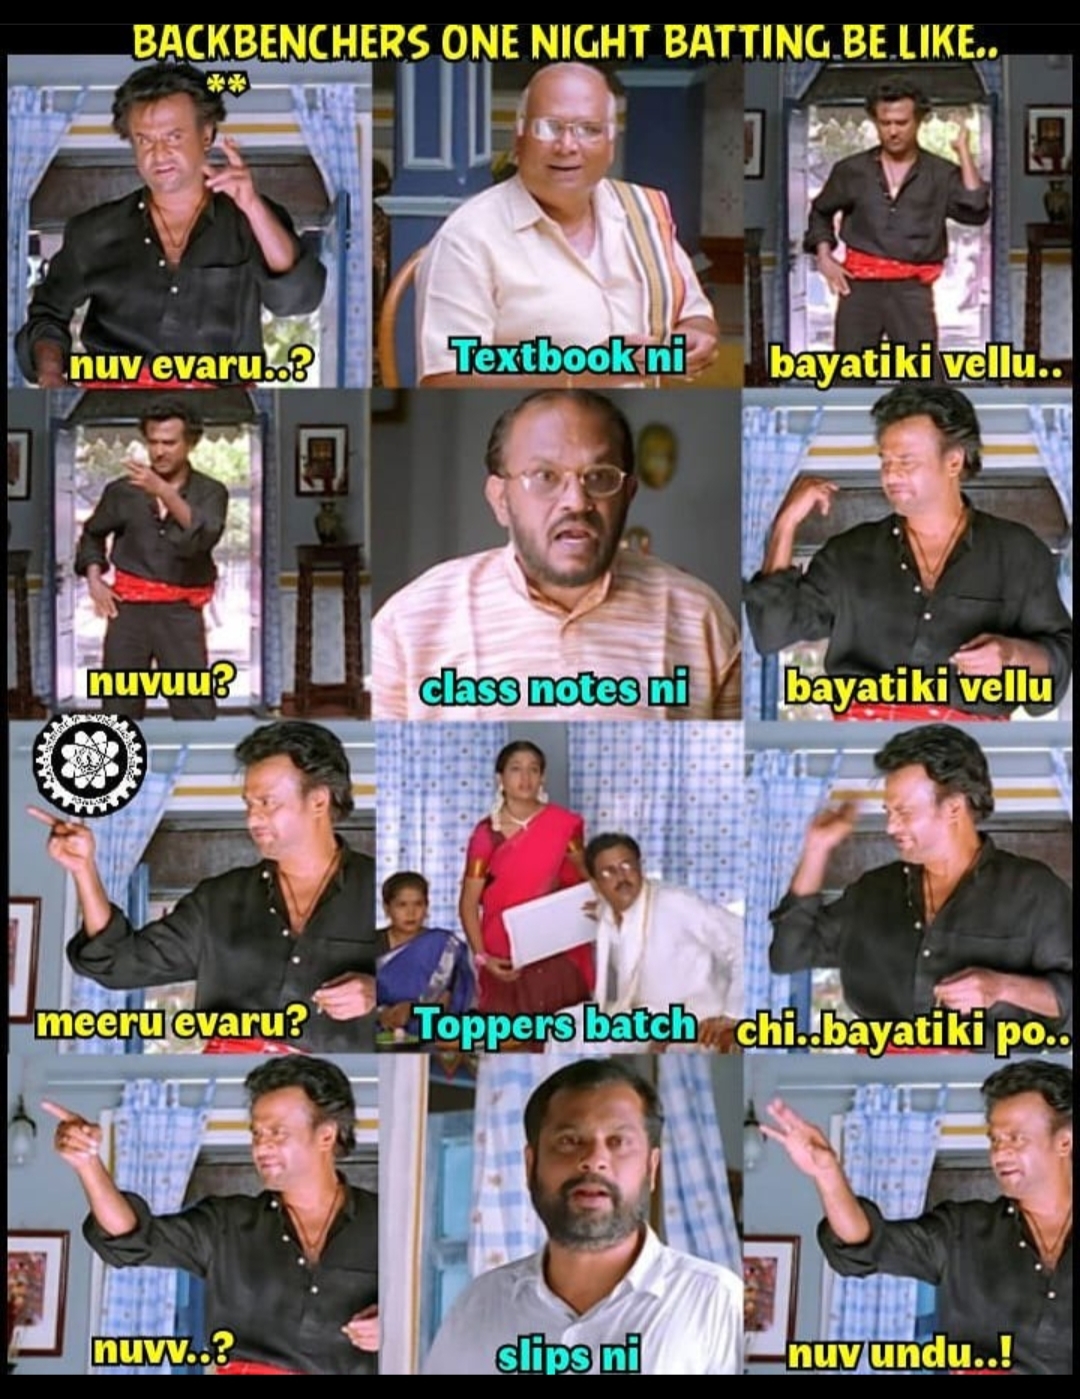 BACKBENCHERS ONE NIGHT BATTING BE LIKE..
**
nuv evaru..?
Textbook ni
bayatiki vellu..
nuvuu?
class notes ni
bayatiki vellu
meeru evaru?
Toppers batch
chi..bayatiki po..
nuvv..?
slips ni
nuv undu..!